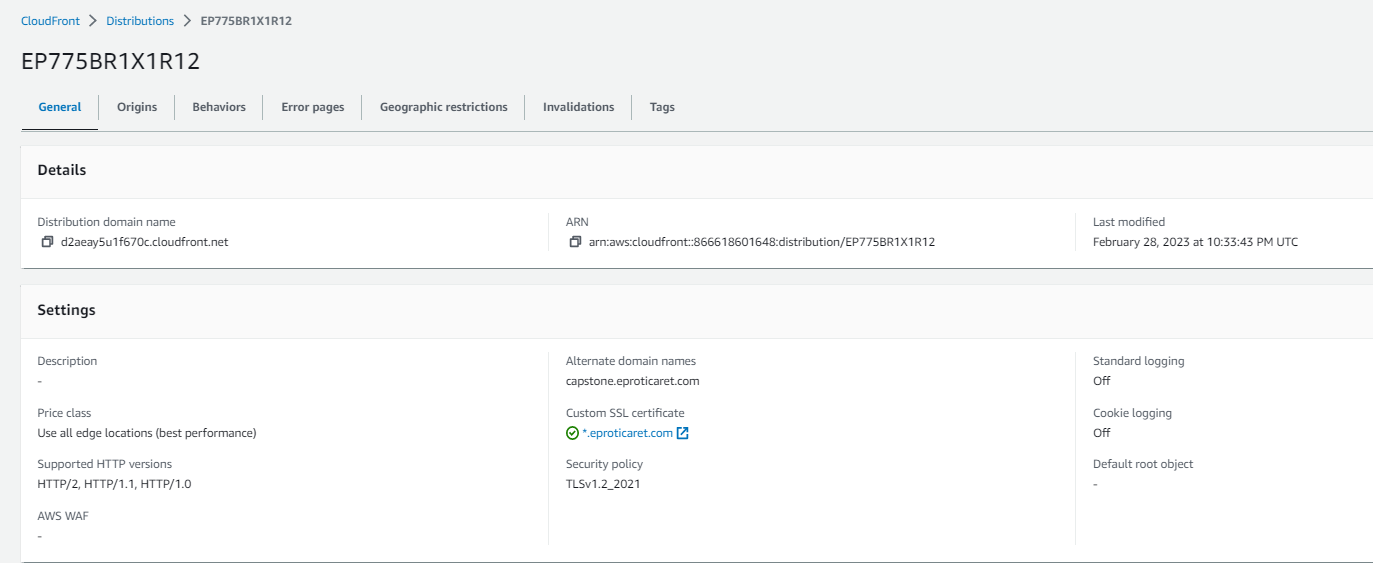 CloudFront > Distributions > EP775BR1X1R12
EP775BR1X1R12
General Origins Behaviors Error pages Geographic restrictions Invalidations Tags
Details
Distribution domain name ARN Last modified
d2aeay5u1f670c.cloudfront.net arn:aws:cloudfront::866618601648:distribution/EP775BR1X1R12 February 28, 2023 at 10:33:43 PM UTC
Settings
Description Alternate domain names Standard logging
- capstone.eproticaret.com Off
Price class Custom SSL certificate Cookie logging
Use all edge locations (best performance) *.eproticaret.com Off
Supported HTTP versions Security policy Default root object
HTTP/2, HTTP/1.1, HTTP/1.0 TLSv1.2_2021 -
AWS WAF
-